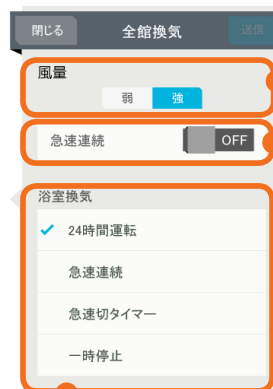 閉じる 全館換気 送信
風量
弱 強
急速連続 OFF
浴室換気
24時間運転
急速連続
急速切タイマー
一時停止